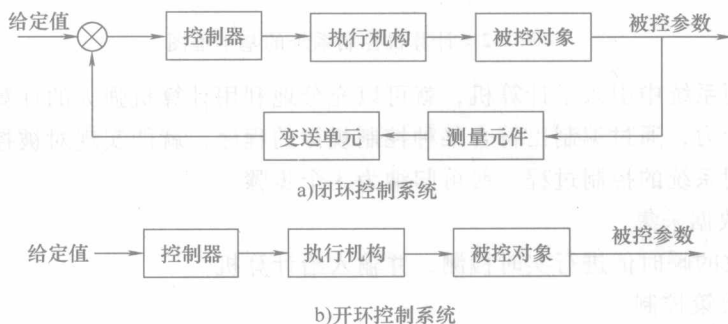 给定值
控制器
执行机构
被控对象
被控参数
变送单元
测量元件
a)闭环控制系统
给定值
控制器
执行机构
被控对象
被控参数
b)开环控制系统